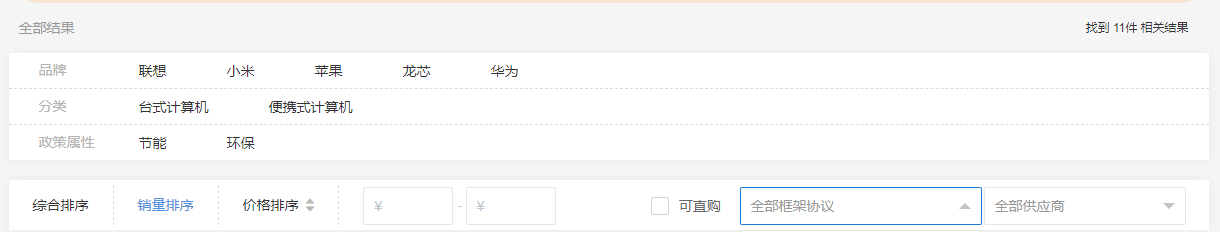 全部结果 找到 11件 相关结果
品牌 联想 小米 苹果 龙芯 华为
分类 台式计算机 便携式计算机
政策属性 节能 环保
综合排序 销量排序 价格排序 ¥ - ¥ 可直购 全部框架协议 全部供应商